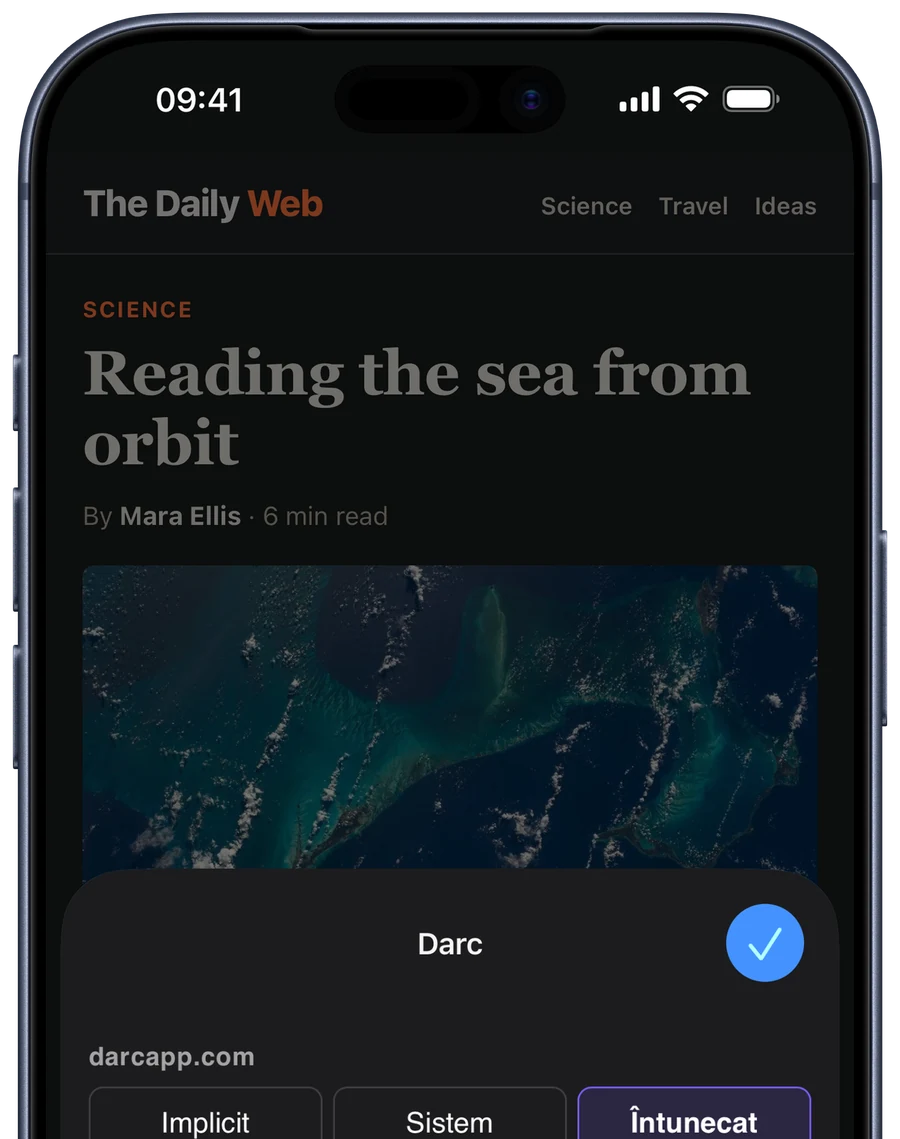 09:41
The Daily Web
Science Travel Ideas
SCIENCE
Reading the sea from
orbit
By Mara Ellis · 6 min read
Darc
darcapp.com
Implicit Sistem Întunecat